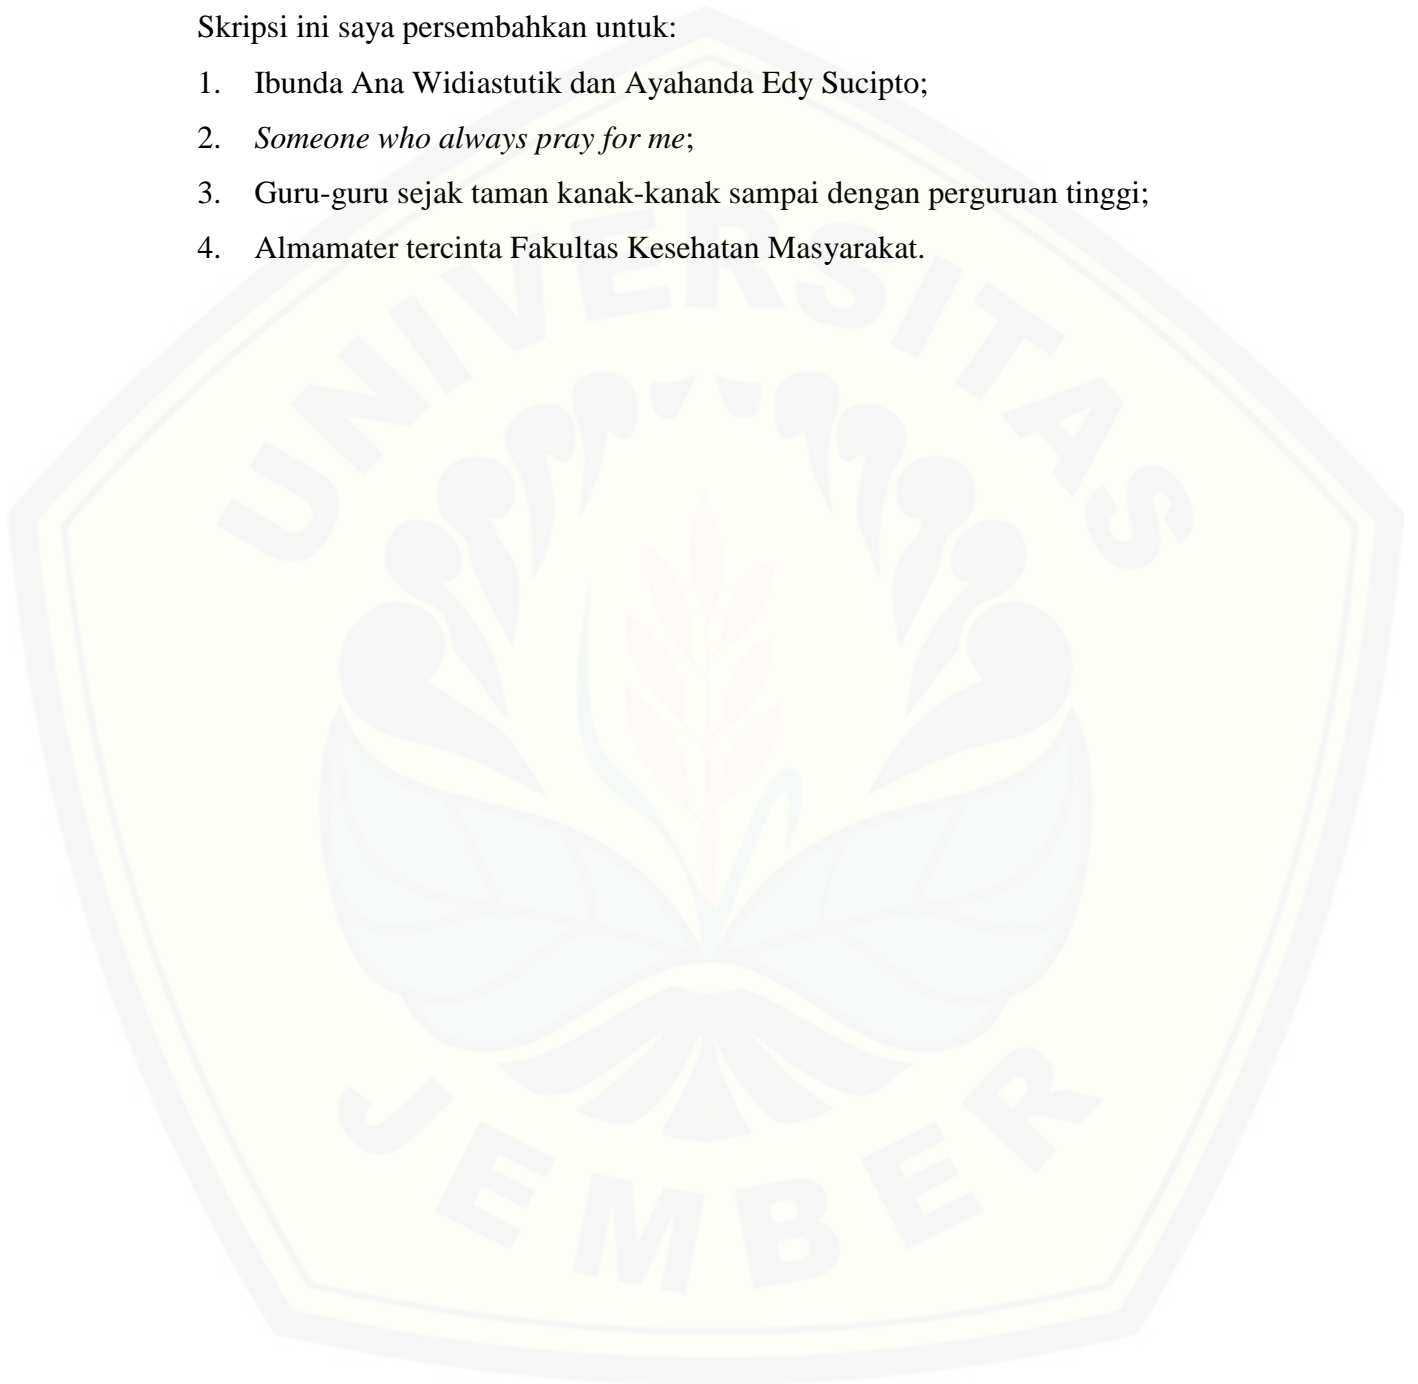 Skripsi ini saya persembahkan untuk:
1. Ibunda Ana Widiastutik dan Ayahanda Edy Sucipto;
2. Someone who always pray for me;
3. Guru-guru sejak taman kanak-kanak sampai dengan perguruan tinggi;
4. Almamater tercinta Fakultas Kesehatan Masyarakat.
UNIVERSITAS
JEMBER